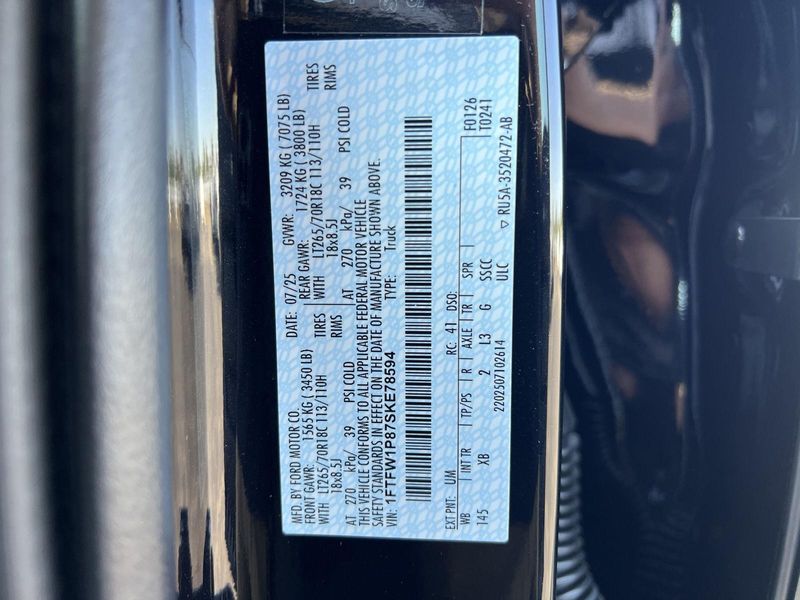 MFD. BY FORD MOTOR CO. DATE: 07/25 GVWR: 3209 KG ( 7075 LB)
FRONT GAWR: 1565 KG ( 3450 LB) REAR GAWR: 1724 KG ( 3800 LB)
WITH LT265/70R18C 113/110H TIRES WITH LT265/70R18C 113/110H TIRES
18x8.5J RIMS 18x8.5J RIMS
AT 270 kPa/ 39 PSI COLD AT 270 kPa/ 39 PSI COLD
THIS VEHICLE CONFORMS TO ALL APPLICABLE FEDERAL MOTOR VEHICLE
SAFETY STANDARDS IN EFFECT ON THE DATE OF MANUFACTURE SHOWN ABOVE.
VIN: 1FTFW1P87SKE78594 TYPE: Truck
F0126
T0241
EXT PNT: UM RC: 41 DSO:
WB INT TR TP/PS R AXLE TR SPR
145 XB 2 L3 G SSCC
2202507102614 ULC ▽ RU5A-3520472-AB